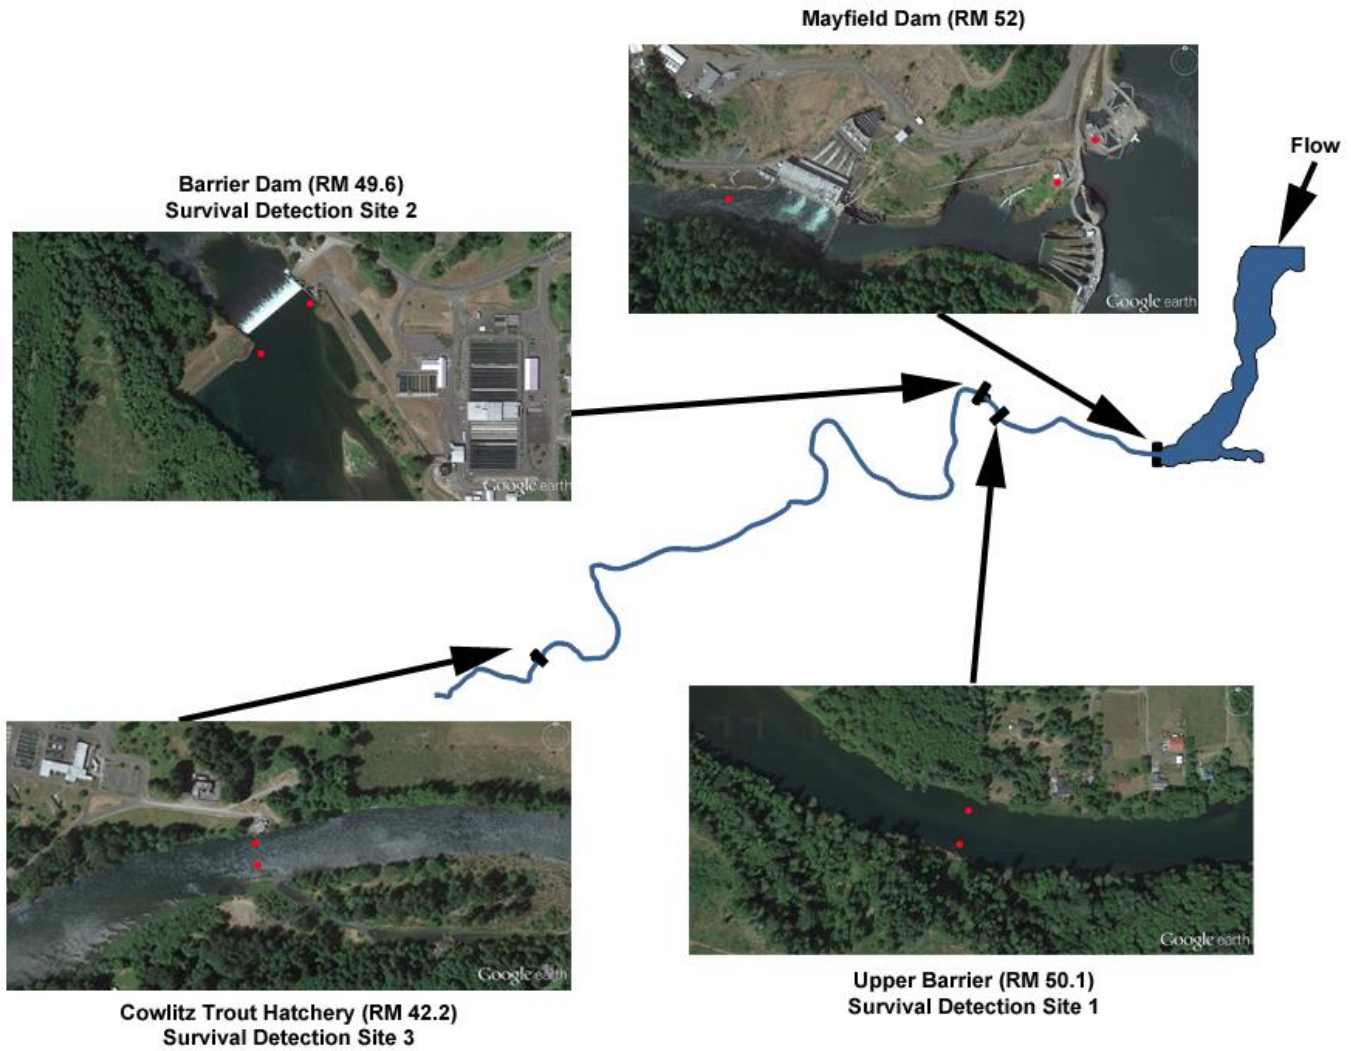 Mayfield Dam (RM 52)
Google earth
Flow
Barrier Dam (RM 49.6)
Survival Detection Site 2
Google earth
Google earth
Cowlitz Trout Hatchery (RM 42.2)
Survival Detection Site 3
Google earth
Upper Barrier (RM 50.1)
Survival Detection Site 1